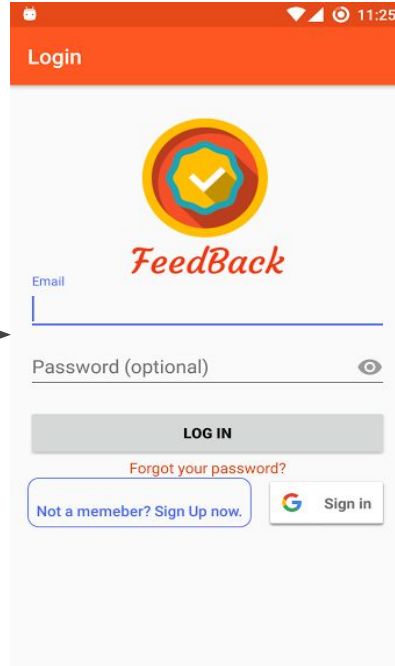 11:25
Login
FeedBack
Email
Password (optional)
LOG IN
Forgot your password?
Not a memeber? Sign Up now.
Sign in